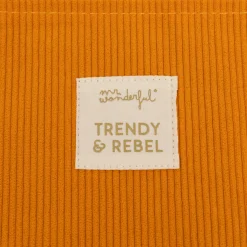 mr.
wonderful*
TRENDY
& REBEL